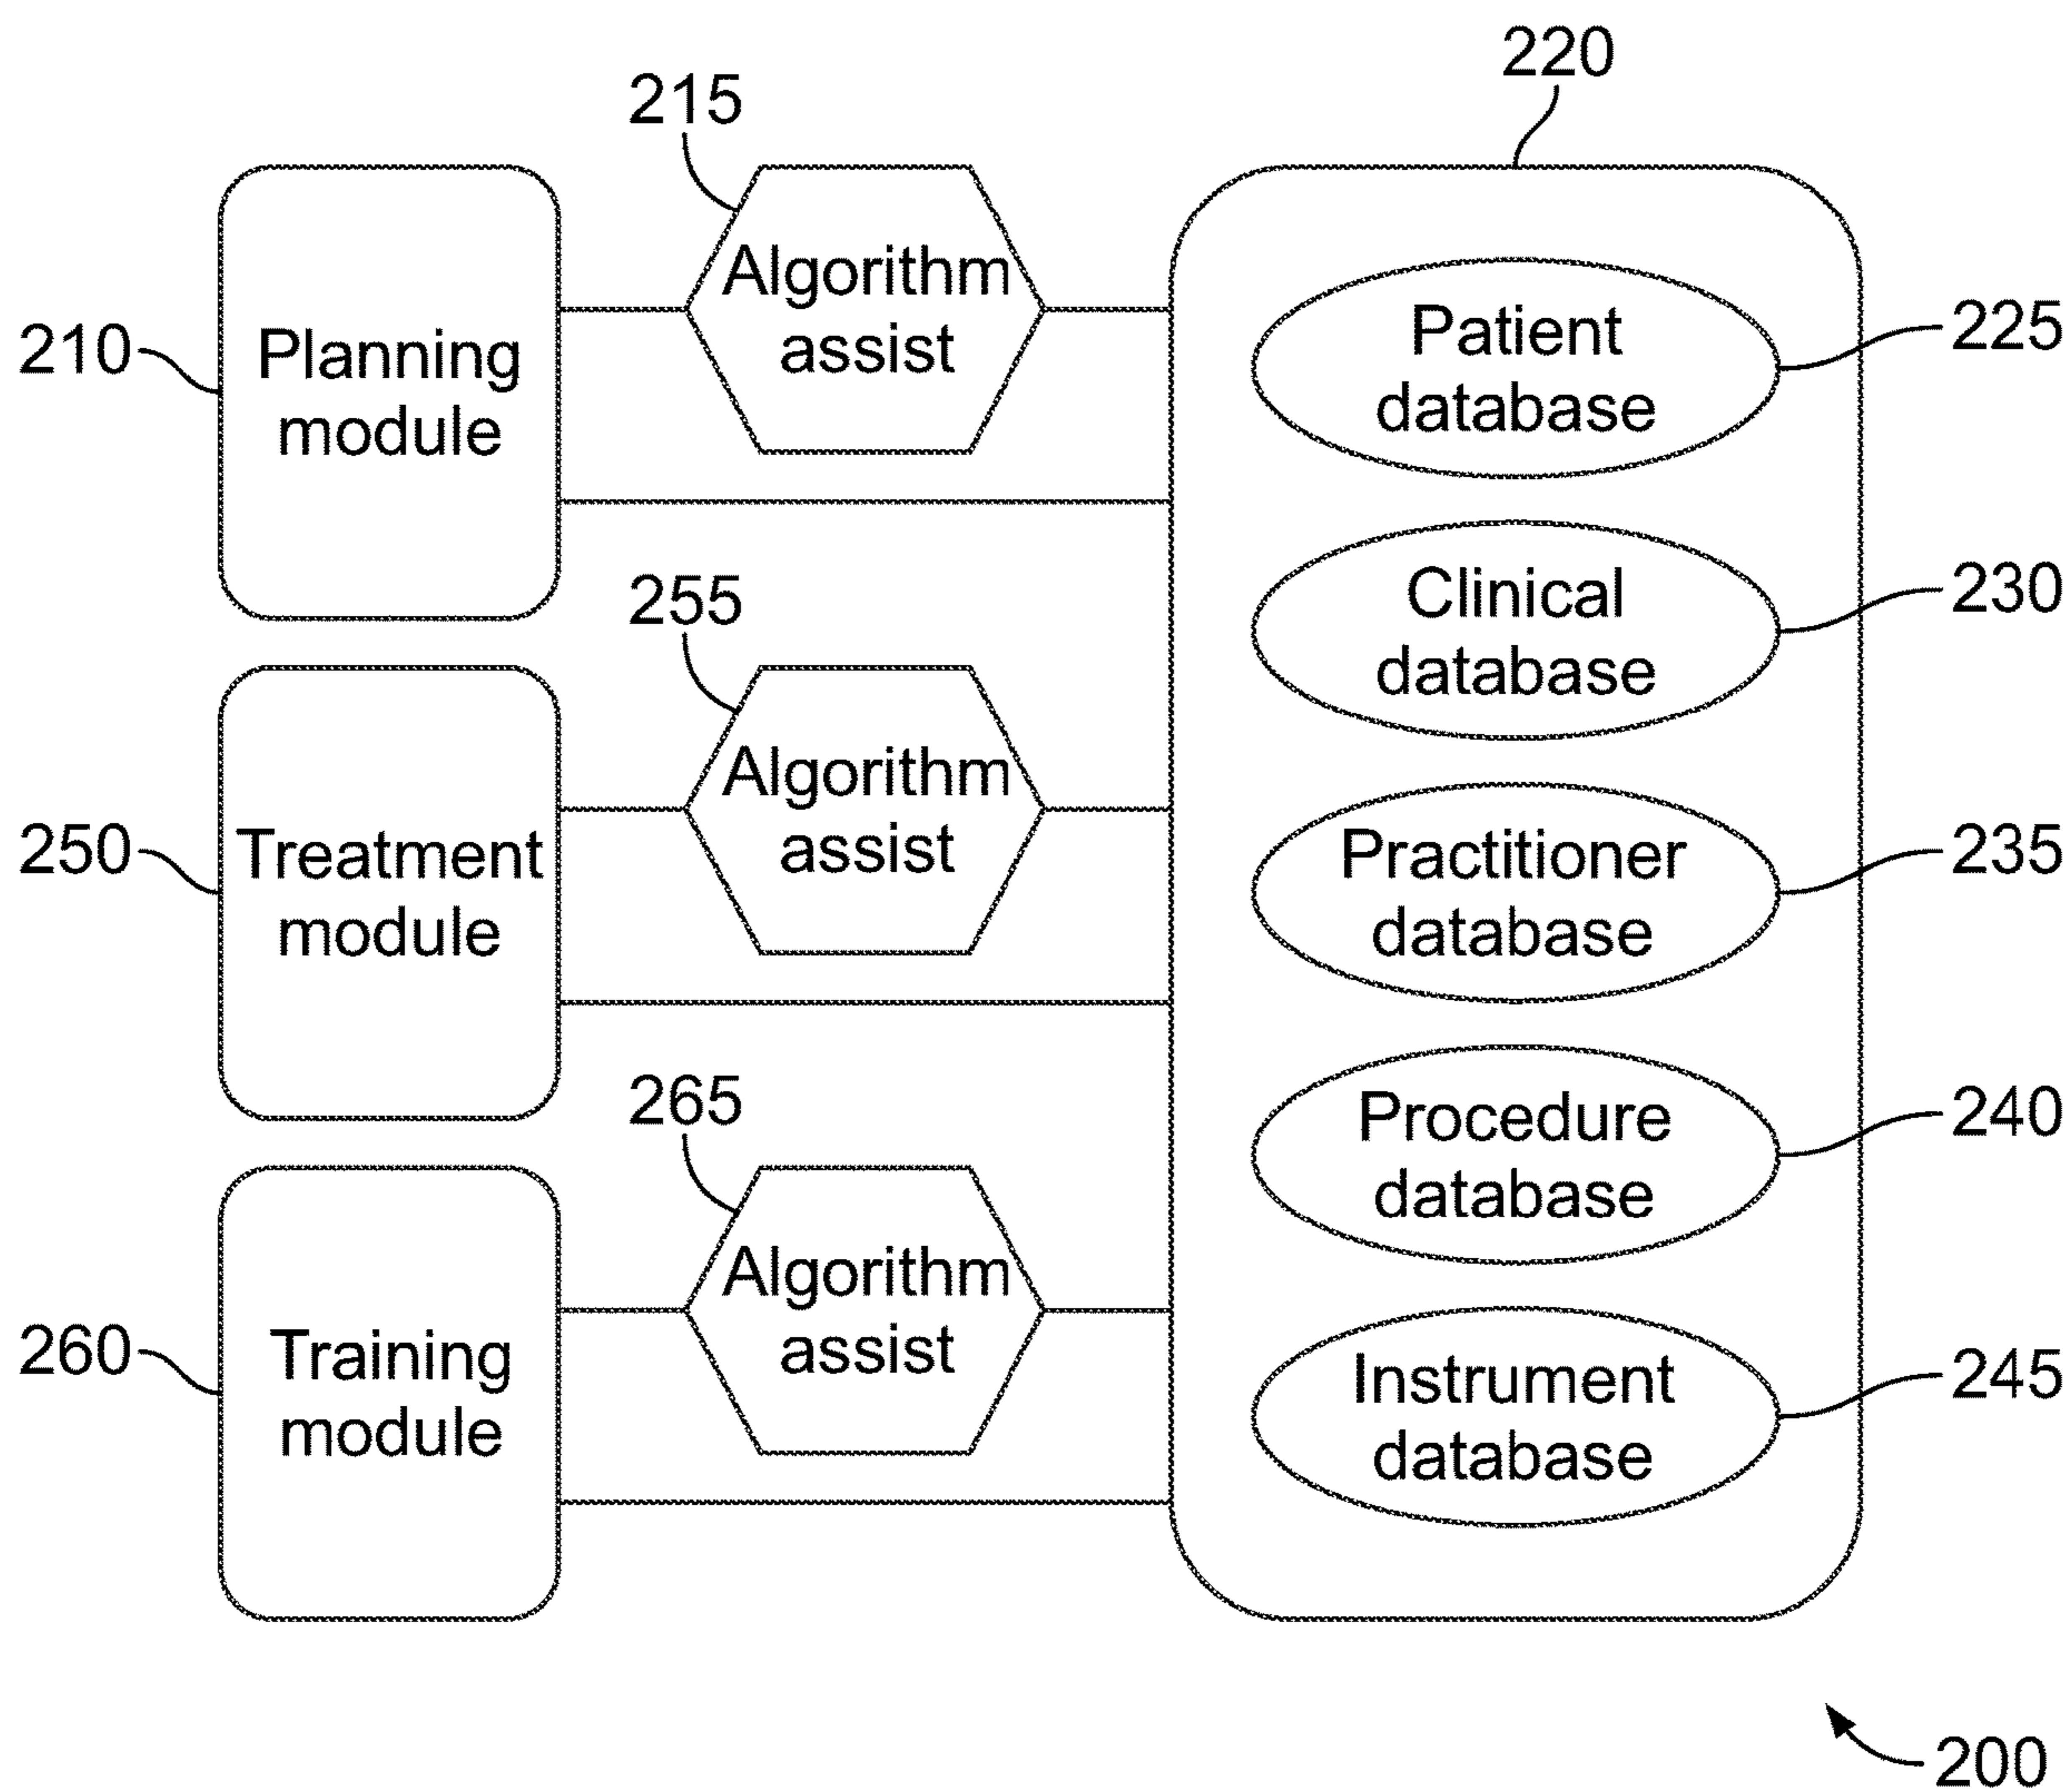 220
215
Algorithm
assist
Patient
database
225
210
Planning
module
255
Clinical
database
230
Algorithm
assist
250
Treatment
module
Practitioner
database
235
265
Procedure
database
240
Algorithm
assist
260
Training
module
Instrument
database
245
200